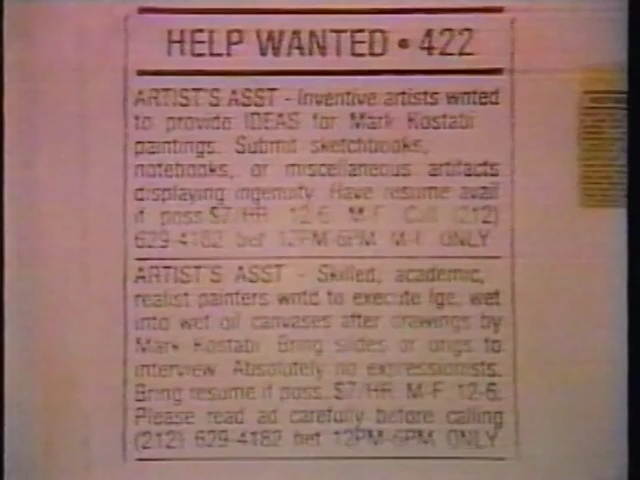 HELP WANTED • 422
ARTIST'S ASST - Inventive artists wnted
to provide IDEAS for Mark Kostabi
paintings. Submit sketchbooks,
notebooks, or miscellaneous artifacts
displaying ingenuity. Have resume avail
if poss $7/HR. 12-6. M-F. Call (212)
629-4182 bet 12PM-6PM M-F ONLY
ARTIST'S ASST - Skilled, academic,
realist painters wntd to execute lge, wet
into wet oil canvases after drawings by
Mark Kostabi. Bring slides or origs to
interview. Absolutely no expressionists.
Bring resume if poss. $7/HR M-F 12-6.
Please read ad carefully before calling
(212) 629-4182 bet 12PM-6PM ONLY